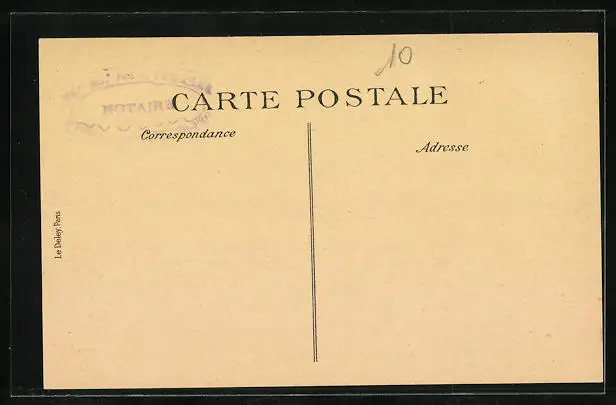 10
NOTAIRE
CARTE POSTALE
Correspondance
Adresse
Le Deley, Paris